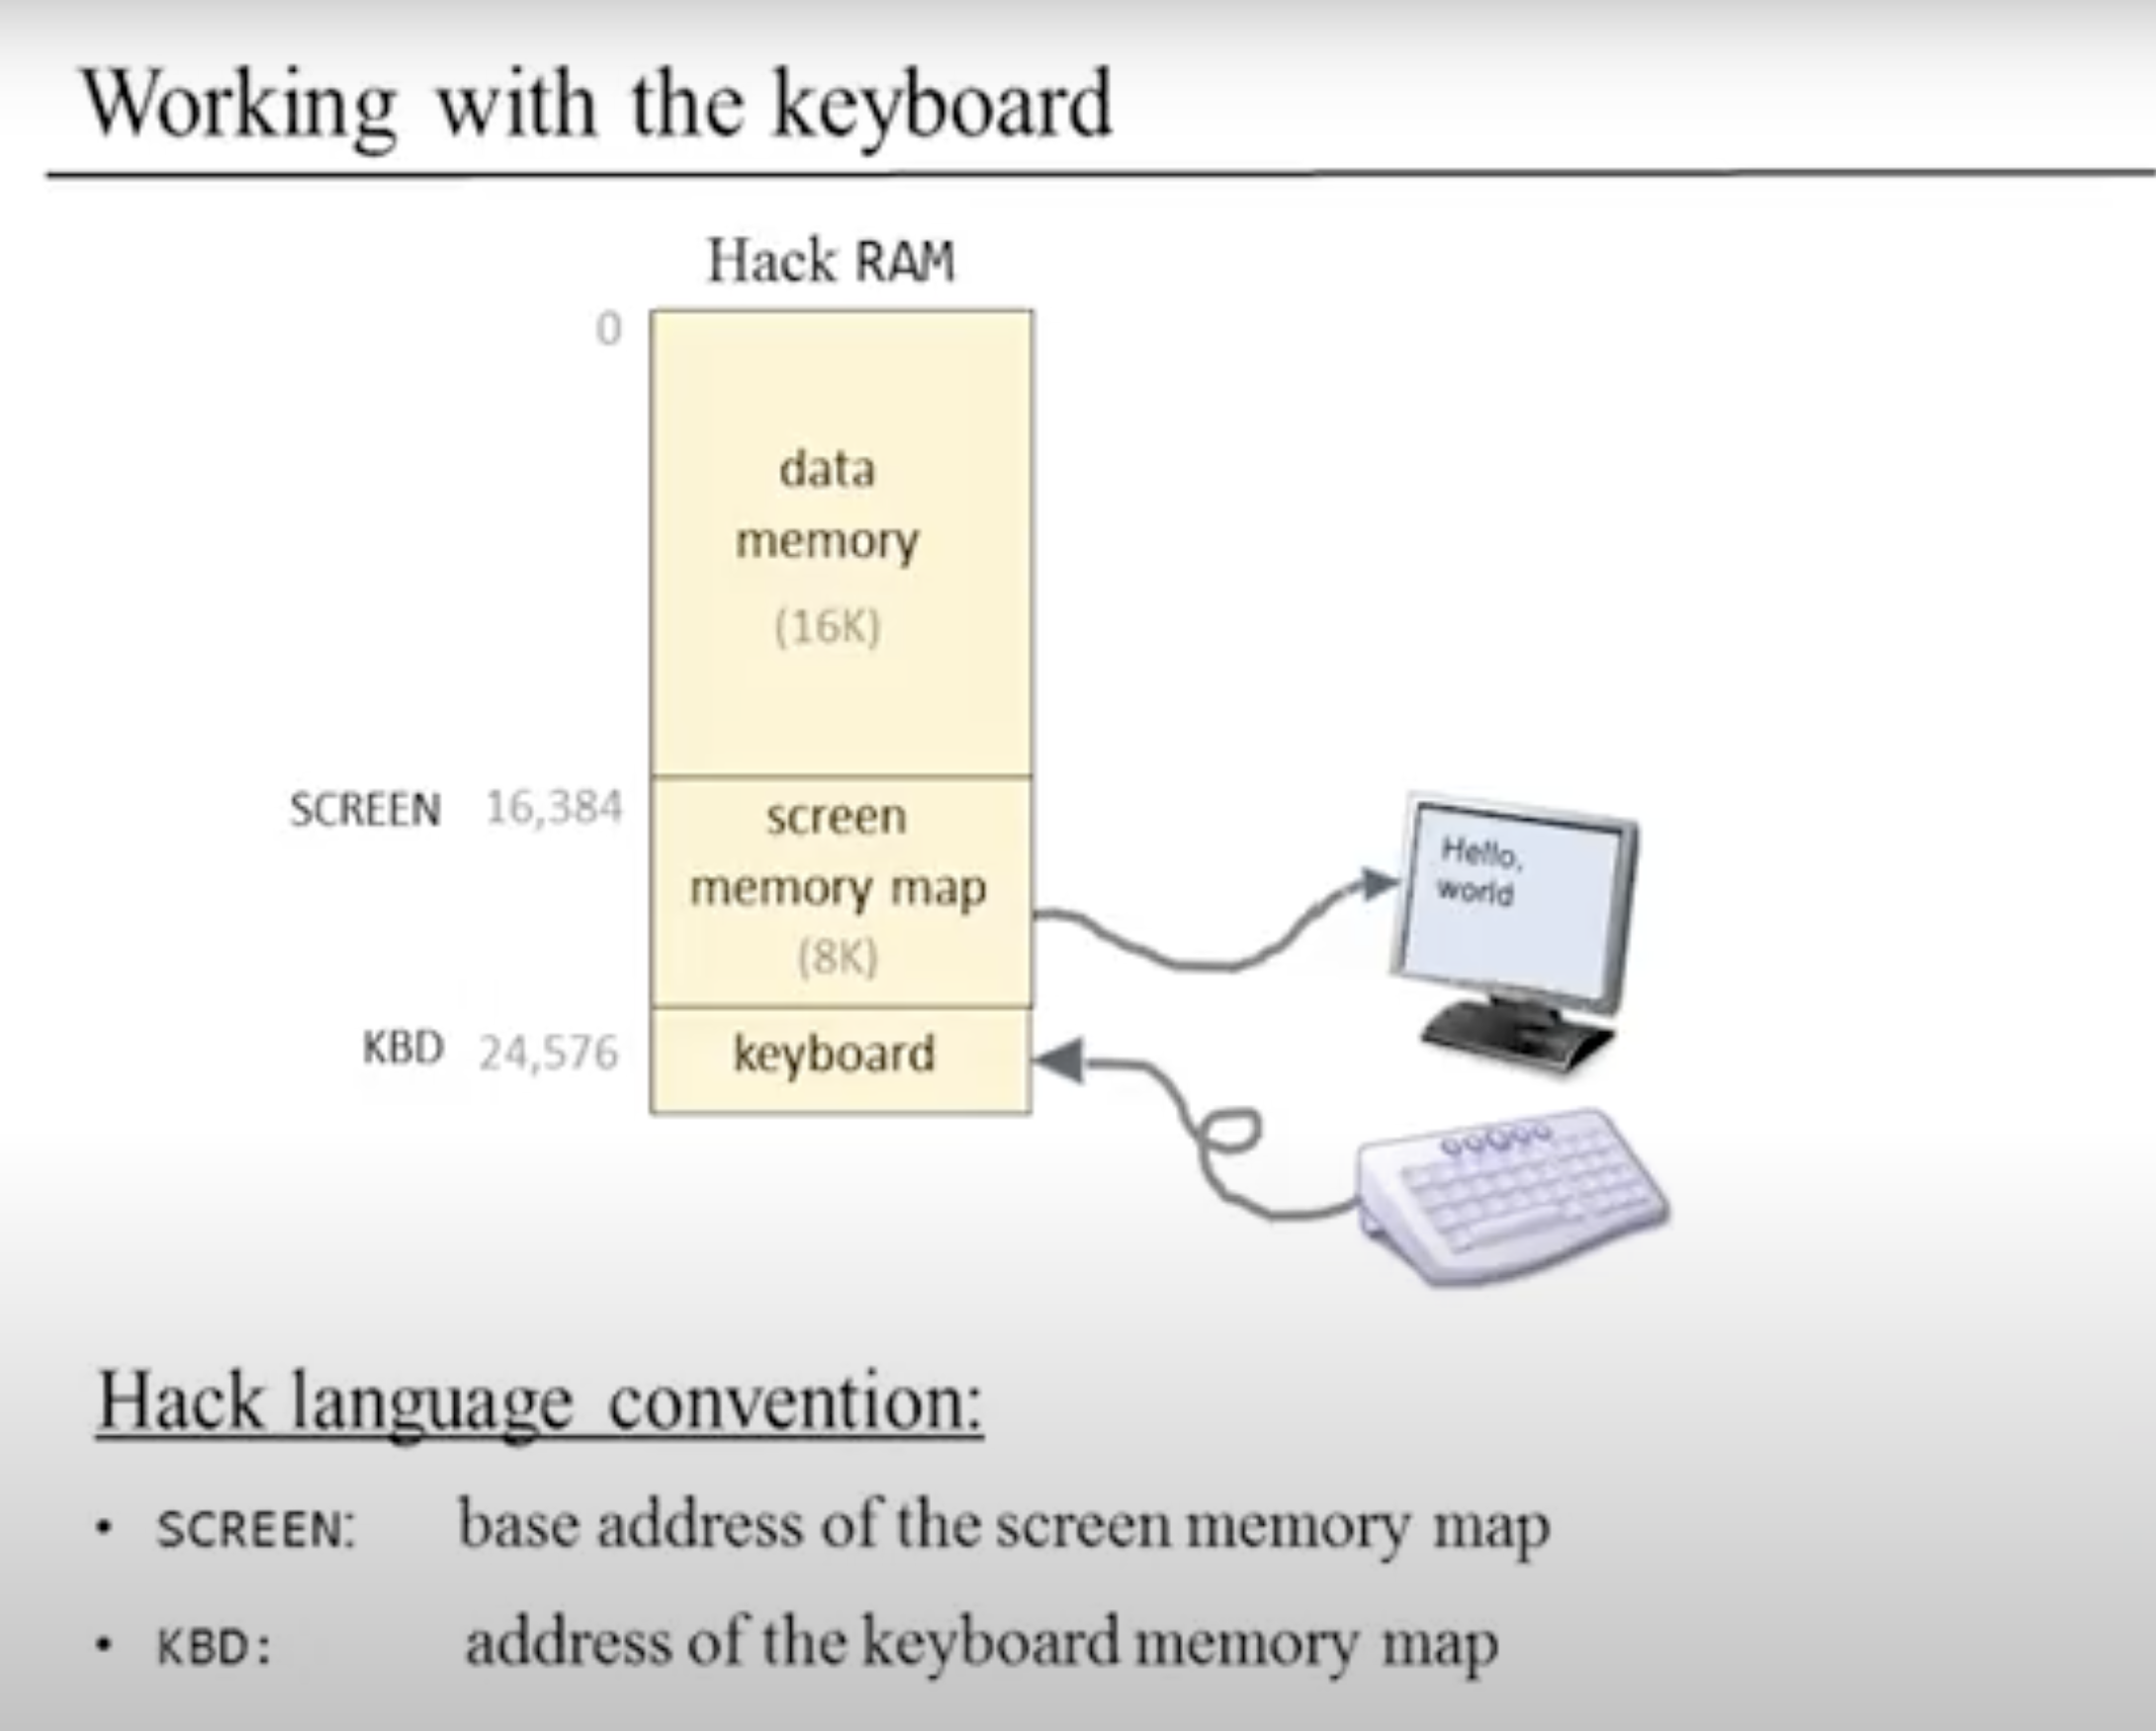 Working with the keyboard
Hack RAM
0
data
memory
(16K)
SCREEN 16,384
screen
memory map
(8K)
Hello,
world
KBD 24,576
keyboard
Hack language convention:
• SCREEN: base address of the screen memory map
• KBD: address of the keyboard memory map